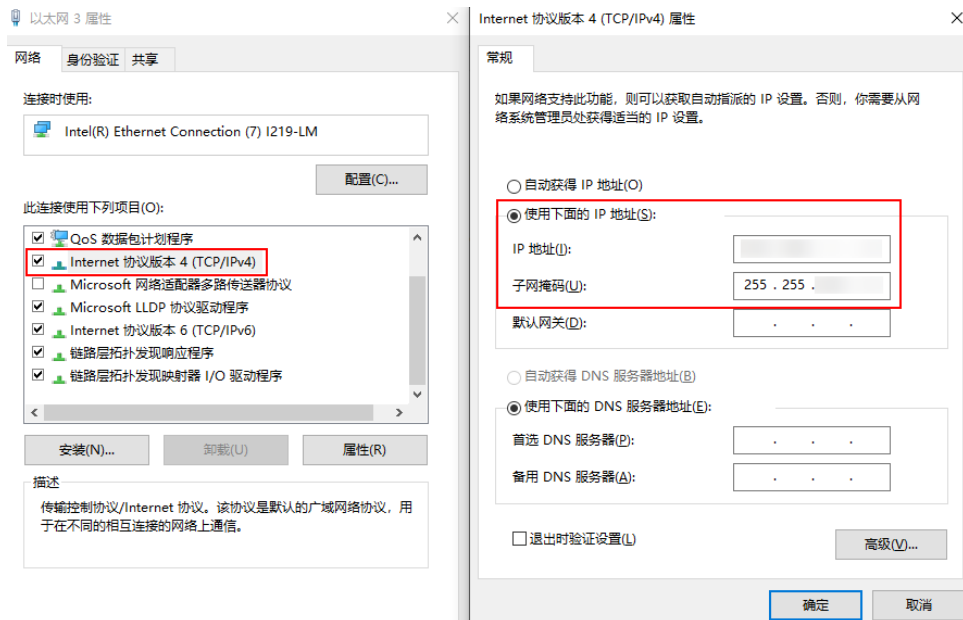 以太网 3 属性
网络 身份验证 共享
连接时使用:
Intel(R) Ethernet Connection (7) I219-LM
配置(C)...
此连接使用下列项目(O):
QoS 数据包计划程序
Internet 协议版本 4 (TCP/IPv4)
Microsoft 网络适配器多路传送器协议
Microsoft LLDP 协议驱动程序
Internet 协议版本 6 (TCP/IPv6)
链路层拓扑发现响应程序
链路层拓扑发现映射器 I/O 驱动程序
安装(N)... 卸载(U) 属性(R)
描述
传输控制协议/Internet 协议。该协议是默认的广域网络协议，用
于在不同的相互连接的网络上通信。
Internet 协议版本 4 (TCP/IPv4) 属性
常规
如果网络支持此功能，则可以获取自动指派的 IP 设置。否则，你需要从网
络系统管理员处获得适当的 IP 设置。
自动获得 IP 地址(O)
使用下面的 IP 地址(S):
IP 地址(I):
子网掩码(U): 255 . 255 .
默认网关(D): . . .
自动获得 DNS 服务器地址(B)
使用下面的 DNS 服务器地址(E):
首选 DNS 服务器(P): . . .
备用 DNS 服务器(A): . . .
退出时验证设置(L)
高级(V)...
确定 取消